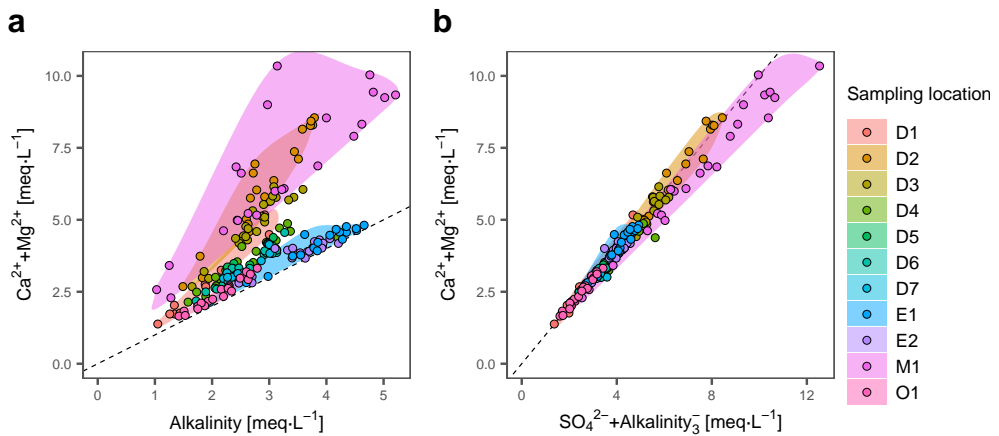 a
b
Ca²⁺+Mg²⁺ [meq·L⁻¹]
10.0
7.5
5.0
2.5
0.0
0 1 2 3 4 5
Alkalinity [meq·L⁻¹]
Ca²⁺+Mg²⁺ [meq·L⁻¹]
10.0
7.5
5.0
2.5
0.0
0 4 8 12
SO₄²⁻+Alkalinity₃⁻ [meq·L⁻¹]
Sampling location
D1
D2
D3
D4
D5
D6
D7
E1
E2
M1
O1